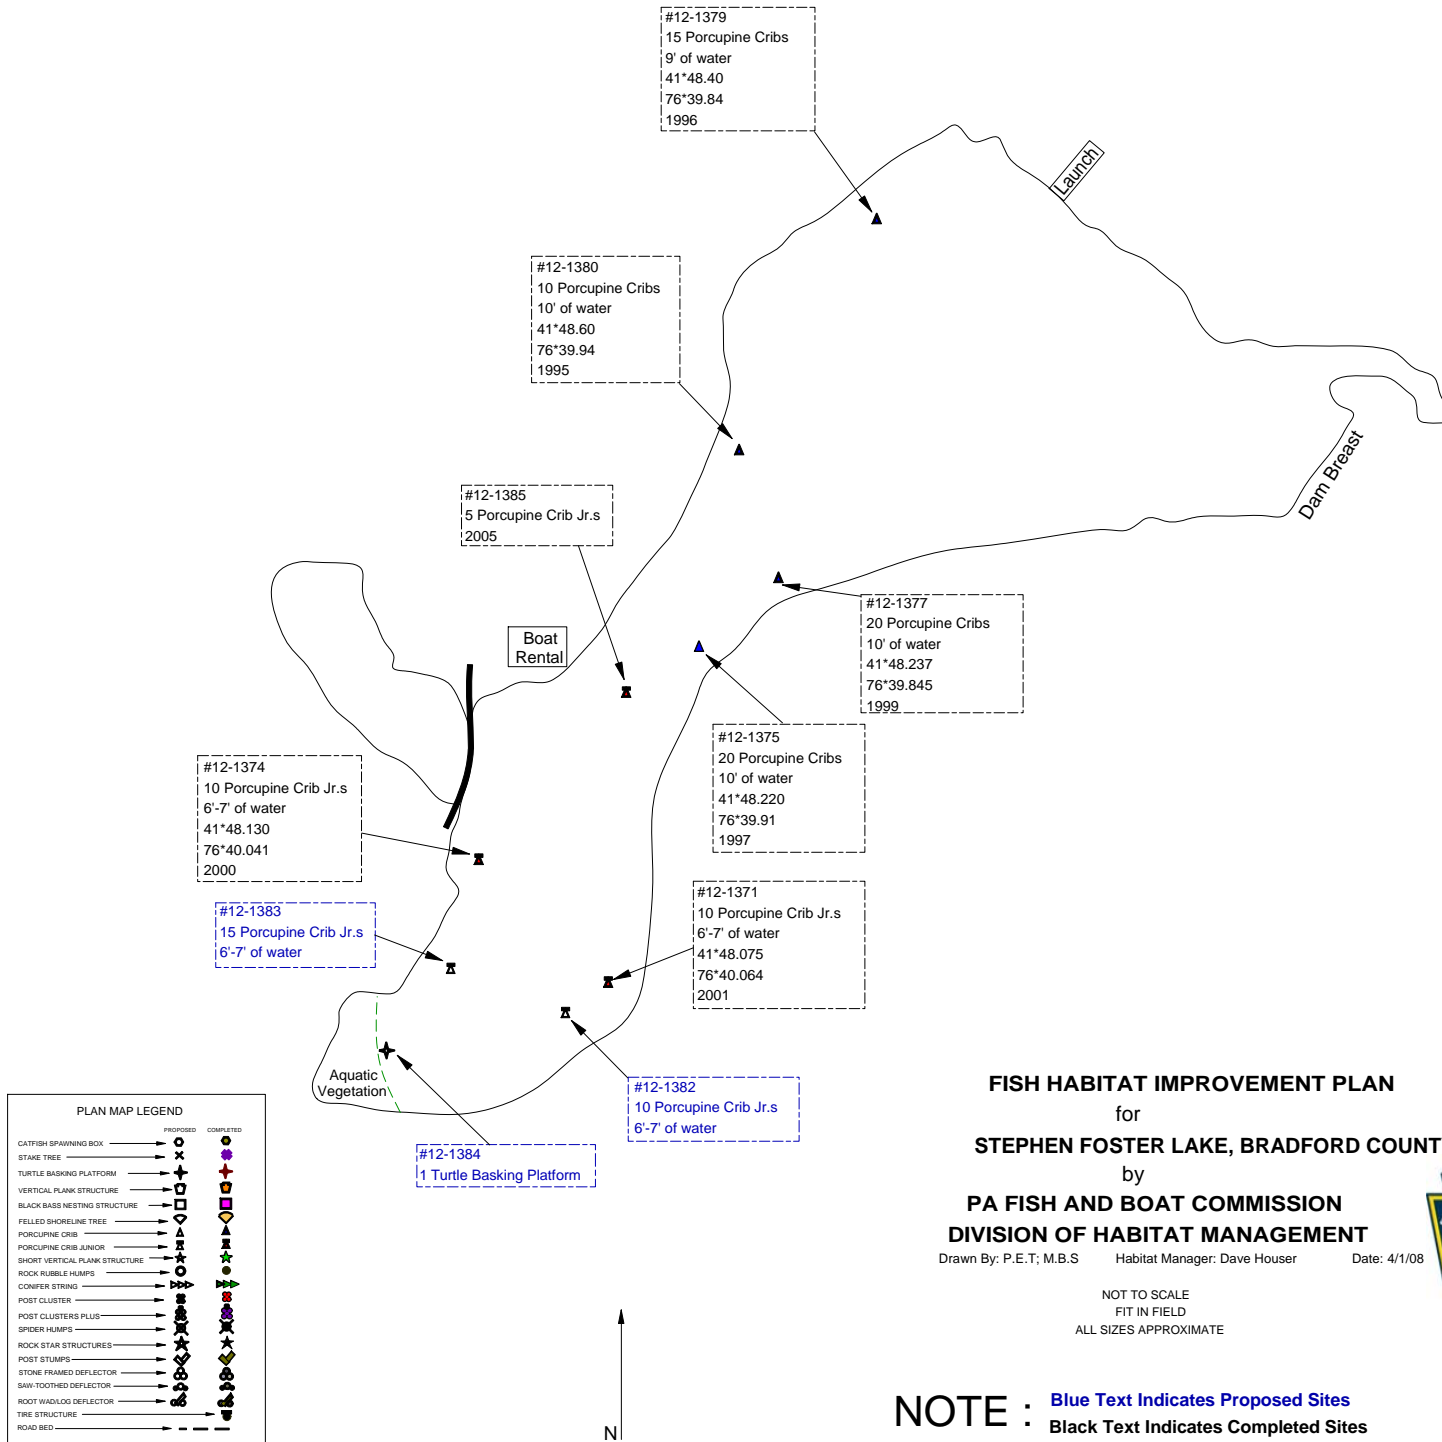 #12-1379
15 Porcupine Cribs
9' of water
41*48.40
76*39.84
1996
Launch
#12-1380
10 Porcupine Cribs
10' of water
41*48.60
76*39.94
1995
Dam Breast
#12-1385
5 Porcupine Crib Jr.s
2005
#12-1377
20 Porcupine Cribs
10' of water
41*48.237
76*39.845
1999
Boat
Rental
#12-1375
20 Porcupine Cribs
10' of water
41*48.220
76*39.91
1997
#12-1374
10 Porcupine Crib Jr.s
6'-7' of water
41*48.130
76*40.041
2000
#12-1371
10 Porcupine Crib Jr.s
6'-7' of water
41*48.075
76*40.064
2001
#12-1383
15 Porcupine Crib Jr.s
6'-7' of water
Aquatic
Vegetation
#12-1382
10 Porcupine Crib Jr.s
6'-7' of water
#12-1384
1 Turtle Basking Platform
PLAN MAP LEGEND
PROPOSED COMPLETED
CATFISH SPAWNING BOX
STAKE TREE
TURTLE BASKING PLATFORM
VERTICAL PLANK STRUCTURE
BLACK BASS NESTING STRUCTURE
FELLED SHORELINE TREE
PORCUPINE CRIB
PORCUPINE CRIB JUNIOR
SHORT VERTICAL PLANK STRUCTURE
ROCK RUBBLE HUMPS
CONIFER STRING
POST CLUSTER
POST CLUSTERS PLUS
SPIDER HUMPS
ROCK STAR STRUCTURES
POST STUMPS
STONE FRAMED DEFLECTOR
SAW-TOOTHED DEFLECTOR
ROOT WAD/LOG DEFLECTOR
TIRE STRUCTURE
ROAD BED
N
FISH HABITAT IMPROVEMENT PLAN
for
STEPHEN FOSTER LAKE, BRADFORD COUNT
by
PA FISH AND BOAT COMMISSION
DIVISION OF HABITAT MANAGEMENT
Drawn By: P.E.T; M.B.S Habitat Manager: Dave Houser Date: 4/1/08
NOT TO SCALE
FIT IN FIELD
ALL SIZES APPROXIMATE
NOTE : Blue Text Indicates Proposed Sites
Black Text Indicates Completed Sites